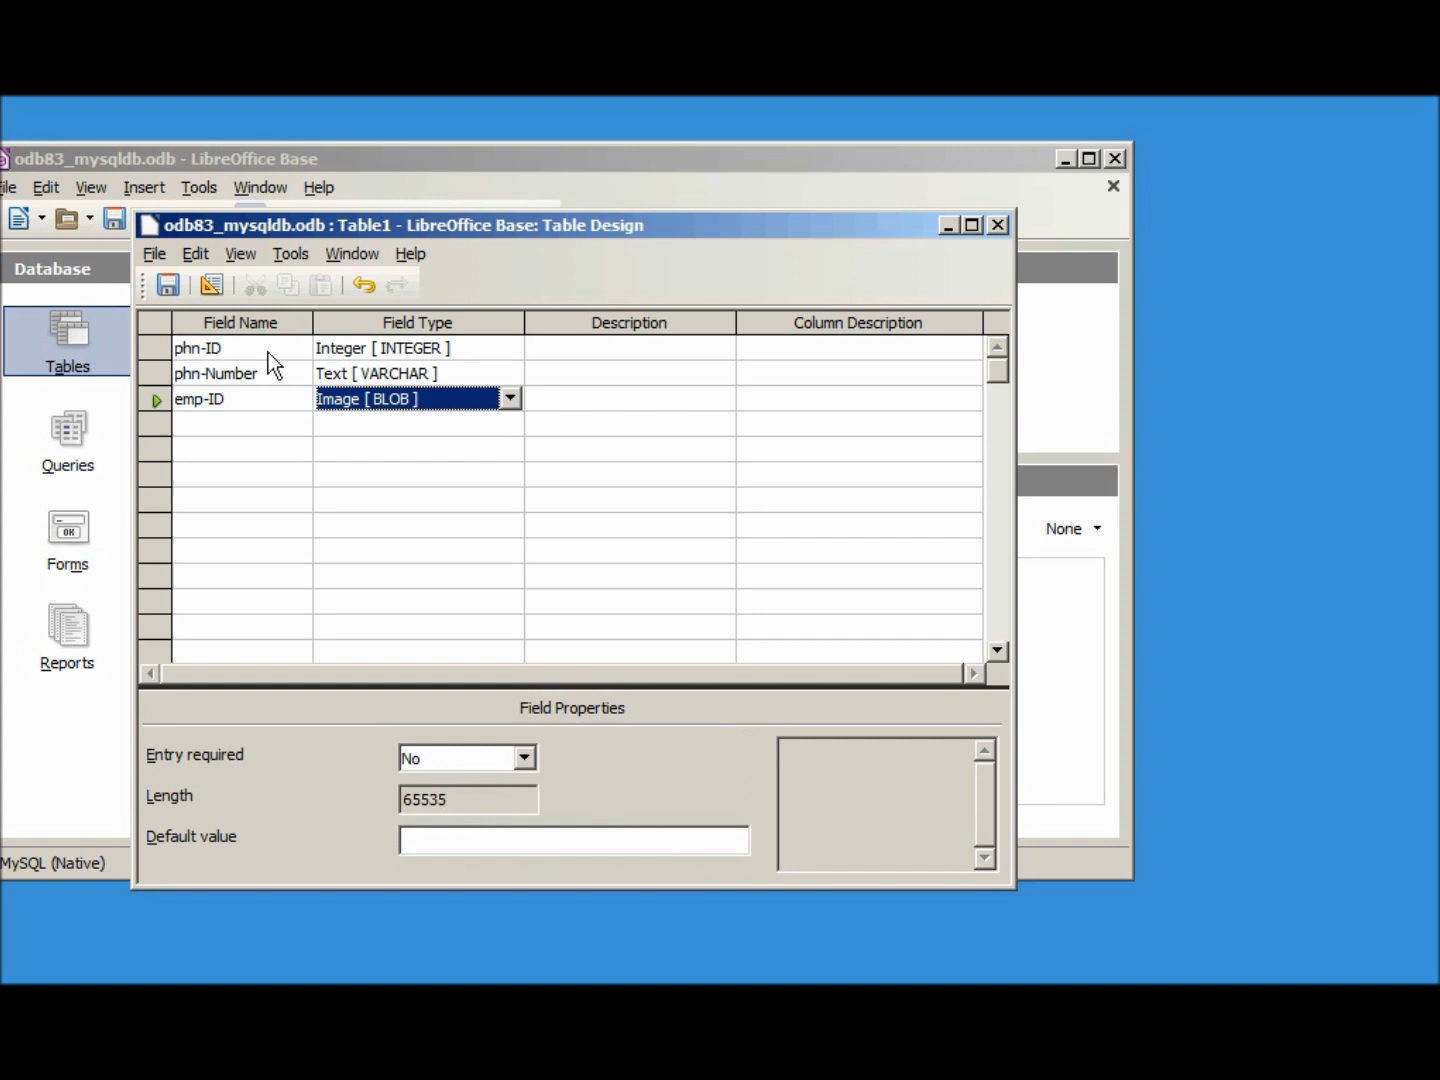 odb83_mysqldb.odb - LibreOffice Base
File Edit View Insert Tools Window Help
odb83_mysqldb.odb : Table1 - LibreOffice Base: Table Design
File Edit View Tools Window Help
Database
Tables
Queries
Forms
Reports
Field Name Field Type Description Column Description
phn-ID Integer [ INTEGER ]
phn-Number Text [ VARCHAR ]
emp-ID Image [ BLOB ]
None
Field Properties
Entry required No
Length 65535
Default value
MySQL (Native)
OK